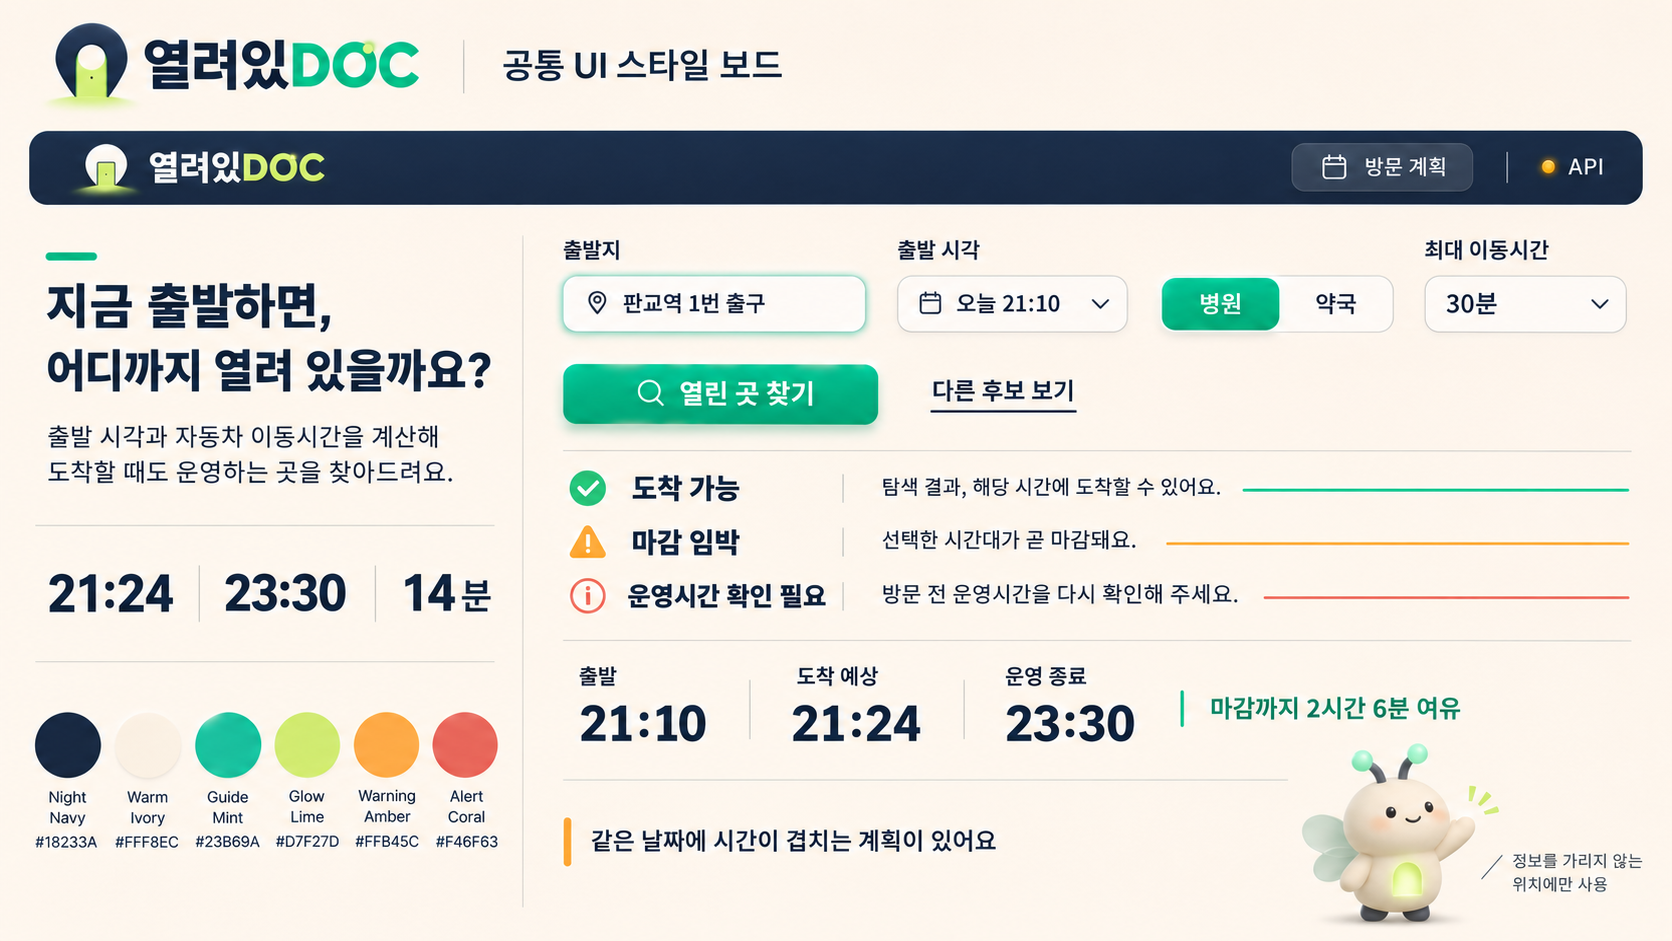 열려있DOC
공통 UI 스타일 보드
열려있DOC
방문 계획
API
지금 출발하면,
어디까지 열려 있을까요?
출발 시각과 자동차 이동시간을 계산해
도착할 때도 운영하는 곳을 찾아드려요.
21:24
23:30
14분
Night
Navy
#18233A
Warm
Ivory
#FFF8EC
Guide
Mint
#23B69A
Glow
Lime
#D7F27D
Warning
Amber
#FFB45C
Alert
Coral
#F46F63
출발지
판교역 1번 출구
출발 시각
오늘 21:10
병원
약국
최대 이동시간
30분
열린 곳 찾기
다른 후보 보기
도착 가능
탐색 결과, 해당 시간에 도착할 수 있어요.
마감 임박
선택한 시간대가 곧 마감돼요.
운영시간 확인 필요
방문 전 운영시간을 다시 확인해 주세요.
출발
21:10
도착 예상
21:24
운영 종료
23:30
마감까지 2시간 6분 여유
같은 날짜에 시간이 겹치는 계획이 있어요
정보를 가리지 않는
위치에만 사용